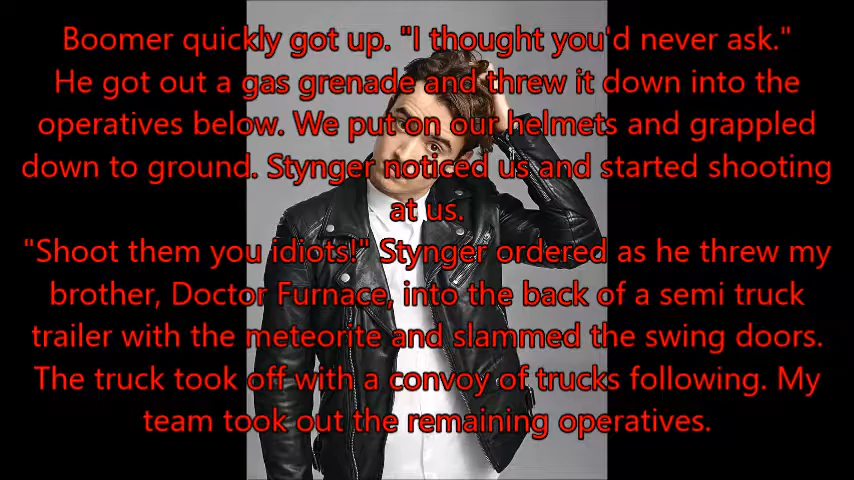 Boomer quickly got up. "I thought you'd never ask."
He got out a gas grenade and threw it down into the
operatives below. We put on our helmets and grappled
down to ground. Stynger noticed us and started shooting
at us.
"Shoot them you idiots!" Stynger ordered as he threw my
brother, Doctor Furnace, into the back of a semi truck
trailer with the meteorite and slammed the swing doors.
The truck took off with a convoy of trucks following. My
team took out the remaining operatives.